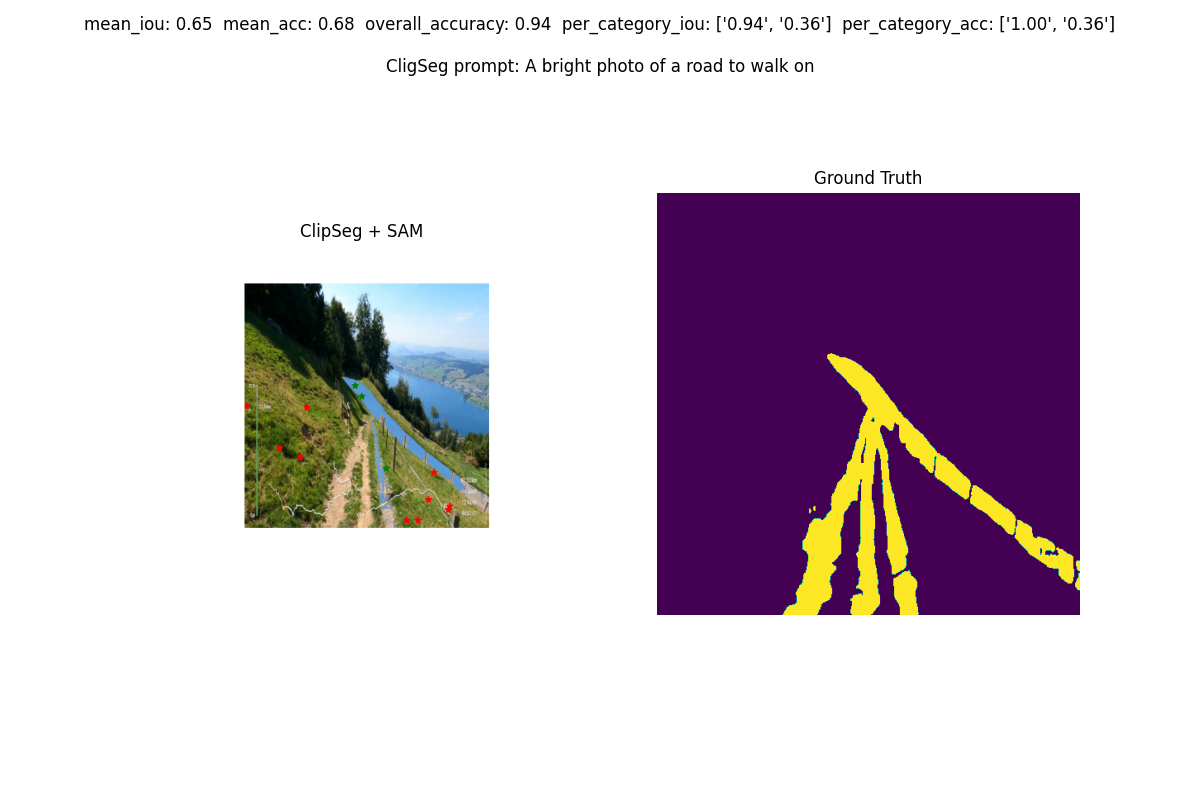 mean_iou: 0.65  mean_acc: 0.68  overall_accuracy: 0.94  per_category_iou: ['0.94', '0.36']  per_category_acc: ['1.00', '0.36']
CligSeg prompt: A bright photo of a road to walk on
Ground Truth
ClipSeg + SAM